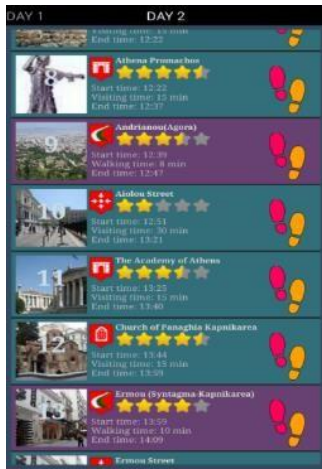 DAY 1
DAY 2
Visiting time: 15 min
End time: 12:22
8
Athena Promachos
Start time: 12:22
Visiting time: 15 min
End time: 12:37
9
Andrianou(Agora)
Start time: 12:39
Walking time: 8 min
End time: 12:47
10
Aiolou Street
Start time: 12:51
Visiting time: 30 min
End time: 13:21
11
The Academy of Athens
Start time: 13:25
Visiting time: 15 min
End time: 13:40
12
Church of Panaghia Kapnikarea
Start time: 13:44
Visiting time: 15 min
End time: 13:59
Ermou (Syntagma-Kapnikarea)
Start time: 13:59
Walking time: 10 min
End time: 14:09
Ermou Street